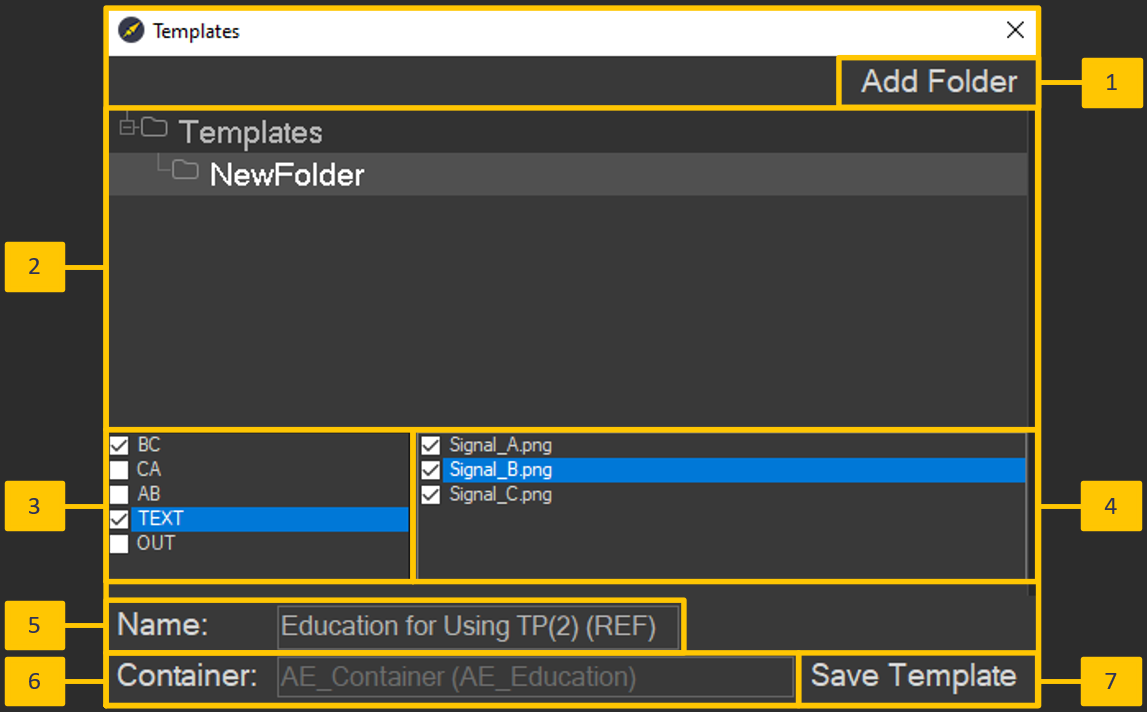 Templates
Add Folder
1
Templates
NewFolder
2
BC
CA
AB
TEXT
OUT
3
Signal_A.png
Signal_B.png
Signal_C.png
4
5
Name: Education for Using TP(2) (REF)
6
Container: AE_Container (AE_Education)
Save Template
7